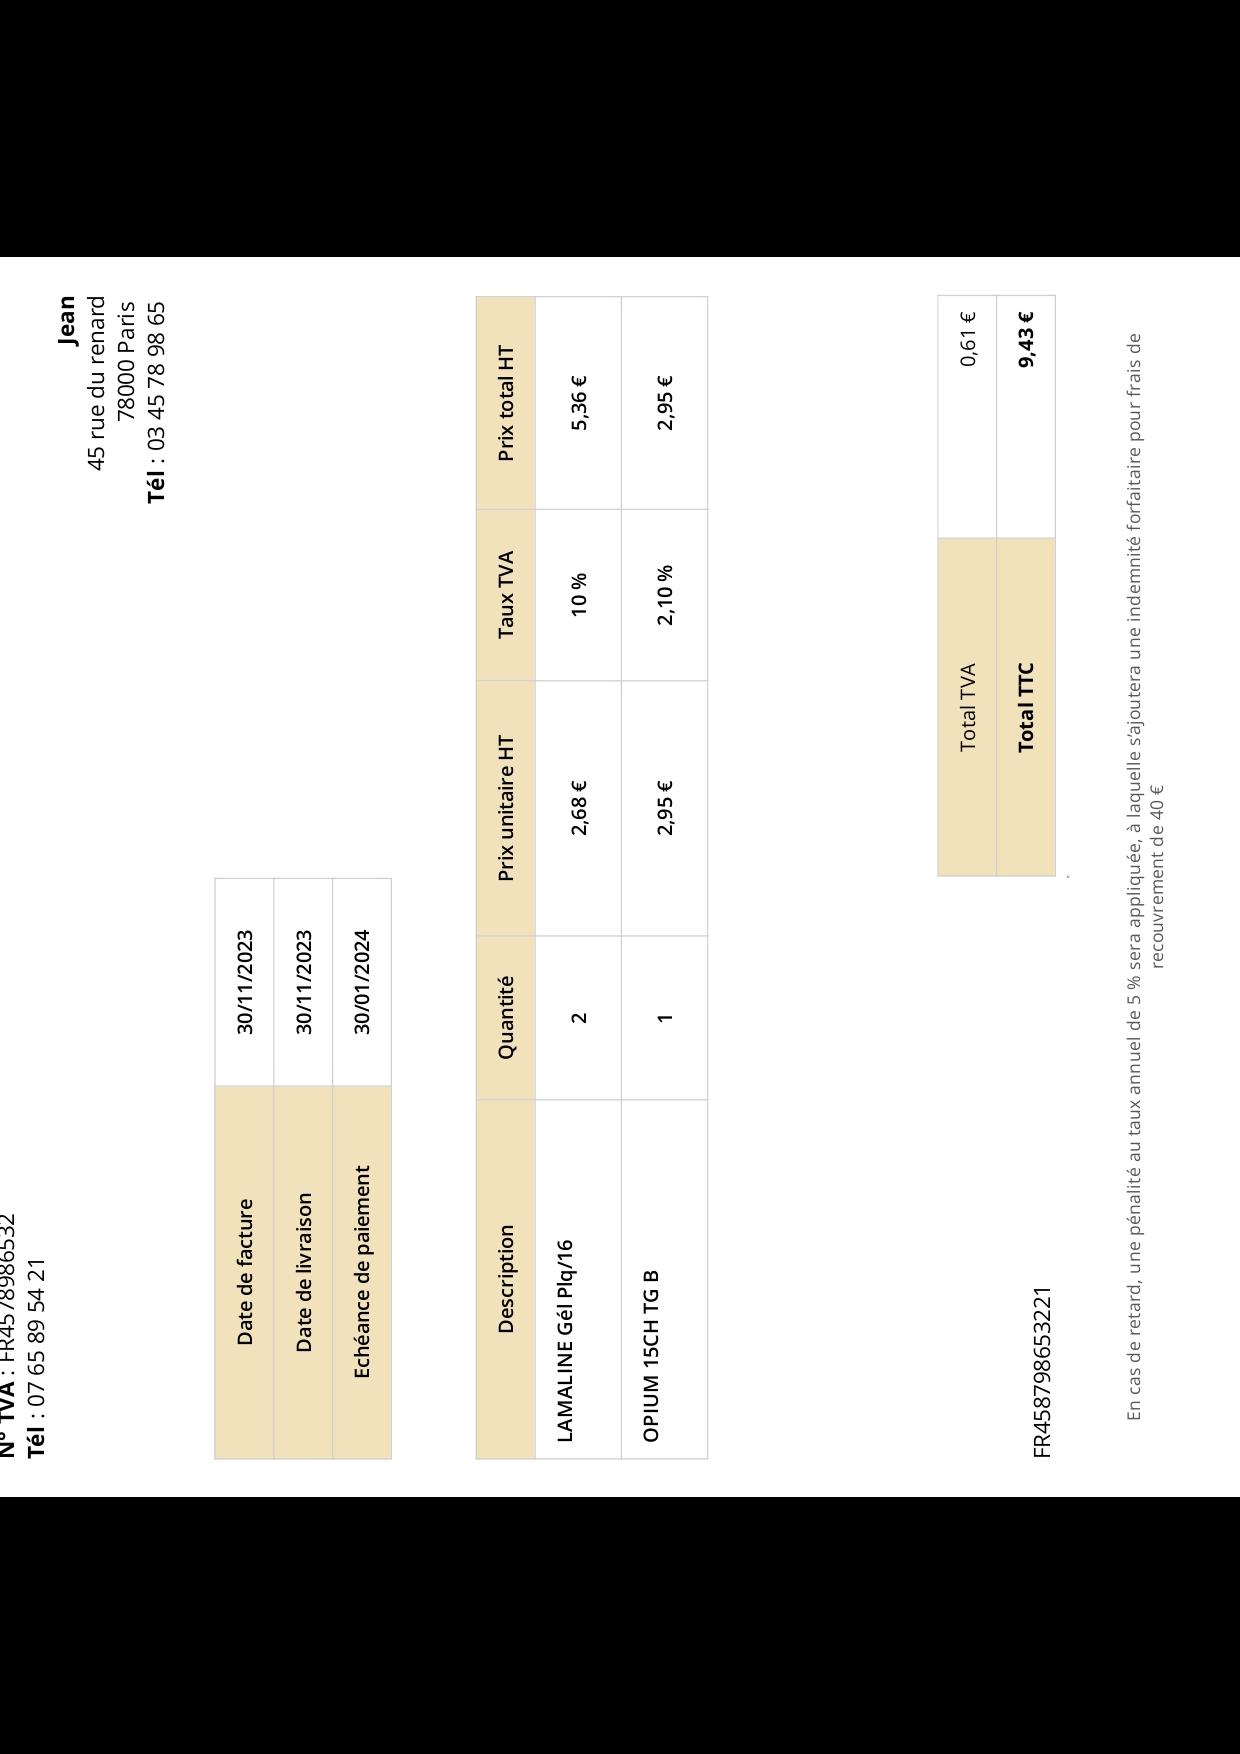 N° TVA : FR4578986532
Tél : 07 65 89 54 21
Jean
45 rue du renard
78000 Paris
Tél : 03 45 78 98 65
Date de facture 30/11/2023
Date de livraison 30/11/2023
Echéance de paiement 30/01/2024
Description Quantité Prix unitaire HT Taux TVA Prix total HT
LAMALINE Gél Plq/16 2 2,68 € 10 % 5,36 €
OPIUM 15CH TG B 1 2,95 € 2,10 % 2,95 €
Total TVA 0,61 €
Total TTC 9,43 €
FR458798653221
En cas de retard, une pénalité au taux annuel de 5 % sera appliquée, à laquelle s'ajoutera une indemnité forfaitaire pour frais de
recouvrement de 40 €